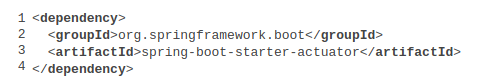 1 <dependency>
2   <groupId>org.springframework.boot</groupId>
3   <artifactId>spring-boot-starter-actuator</artifactId>
4 </dependency>